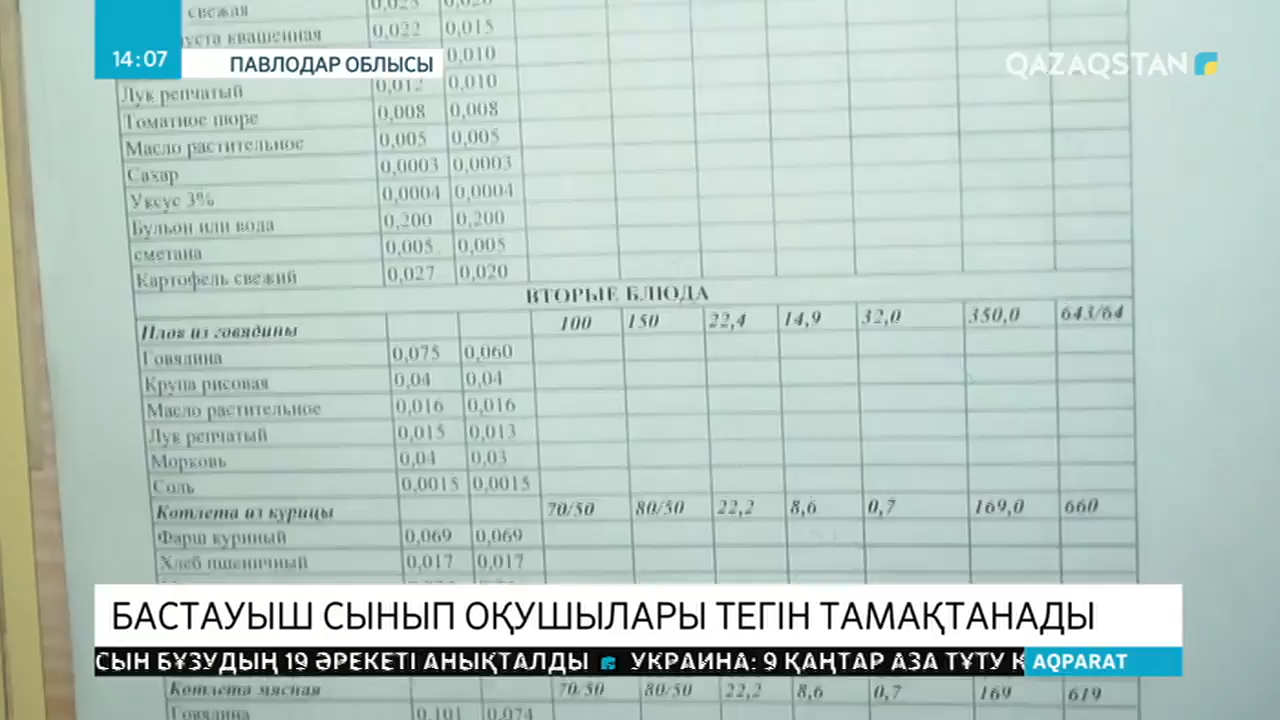 свежая 0,025 0,020
капуста квашенная 0,022 0,015
14:07
ПАВЛОДАР ОБЛЫСЫ
0,010
QAZAQSTAN
Лук репчатый 0,012 0,010
Томатное пюре 0,008 0,008
Масло растительное 0,005 0,005
Сахар 0,0003 0,0003
Уксус 3% 0,0004 0,0004
Бульон или вода 0,200 0,200
сметана 0,005 0,005
Картофель свежий 0,027 0,020
ВТОРЫЕ БЛЮДА
Плов из говядины 100 150 22,4 14,9 32,0 350,0 643/64
Говядина 0,075 0,060
Крупа рисовая 0,04 0,04
Масло растительное 0,016 0,016
Лук репчатый 0,015 0,013
Морковь 0,04 0,03
Соль 0,0015 0,0015
Котлета из курицы 70/50 80/50 22,2 8,6 0,7 169,0 660
Фарш куриный 0,069 0,069
Хлеб пшеничный 0,017 0,017
БАСТАУЫШ СЫНЫП ОҚУШЫЛАРЫ ТЕГІН ТАМАҚТАНАДЫ
СЫН БҰЗУДЫҢ 19 ӘРЕКЕТІ АНЫҚТАЛДЫ УКРАИНА: 9 ҚАҢТАР АЗА ТҰТУ К
AQPARAT
Котлета мясная 70/50 80/50 22,2 8,6 0,7 169 619
Говядина 0,101 0,074